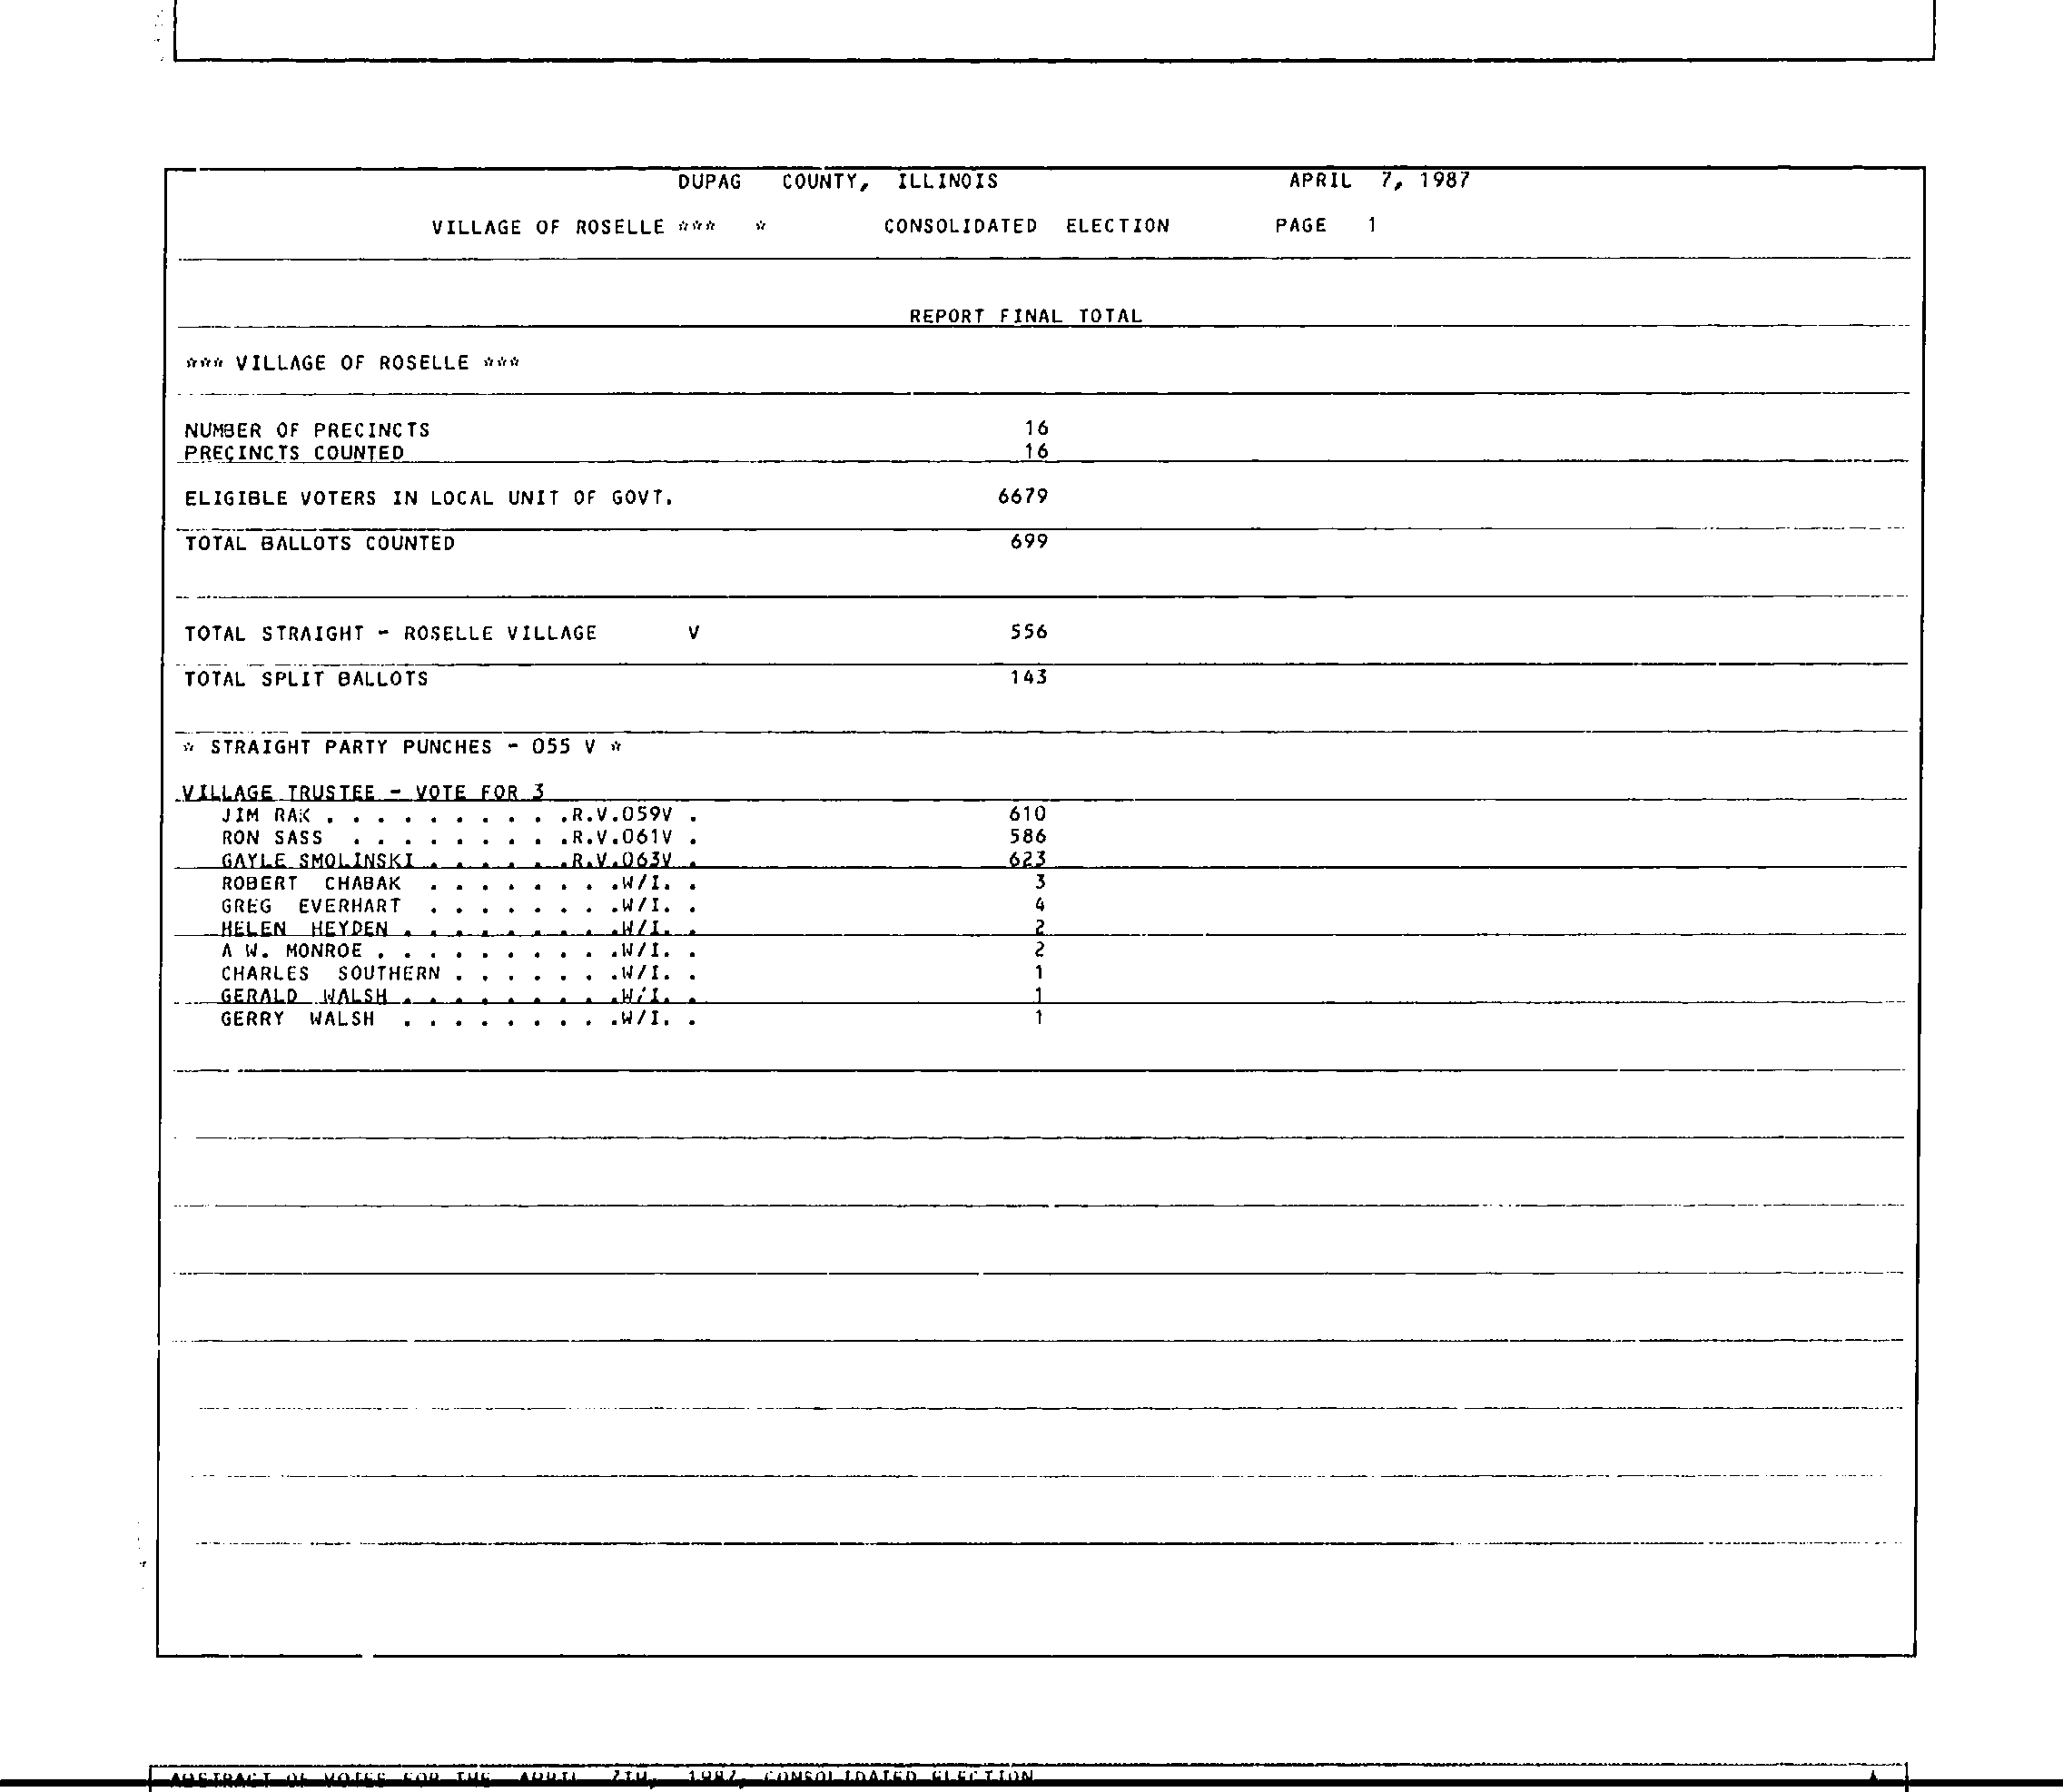 DUPAG COUNTY, ILLINOIS APRIL 7, 1987
VILLAGE OF ROSELLE *** * CONSOLIDATED ELECTION PAGE 1
REPORT FINAL TOTAL
*** VILLAGE OF ROSELLE ***
NUMBER OF PRECINCTS 16
PRECINCTS COUNTED 16
ELIGIBLE VOTERS IN LOCAL UNIT OF GOVT. 6679
TOTAL BALLOTS COUNTED 699
TOTAL STRAIGHT - ROSELLE VILLAGE V 556
TOTAL SPLIT BALLOTS 143
* STRAIGHT PARTY PUNCHES - 055 V *
VILLAGE TRUSTEE - VOTE FOR 3
JIM RAK . . . . . . . . . .R.V.059V . 610
RON SASS . . . . . . . . .R.V.061V . 586
GAYLE SMOLINSKI . . . . . .R.V.063V . 623
ROBERT CHABAK . . . . . . . .W/I. . 3
GREG EVERHART . . . . . . . .W/I. . 4
HELEN HEYDEN . . . . . . . . .W/I. . 2
A W. MONROE . . . . . . . . . .W/I. . 2
CHARLES SOUTHERN . . . . . . .W/I. . 1
GERALD WALSH . . . . . . . . .W/I. . 1
GERRY WALSH . . . . . . . . .W/I. . 1
ABSTRACT OF VOTES FOR THE APRIL 7TH, 1987, CONSOLIDATED ELECTION